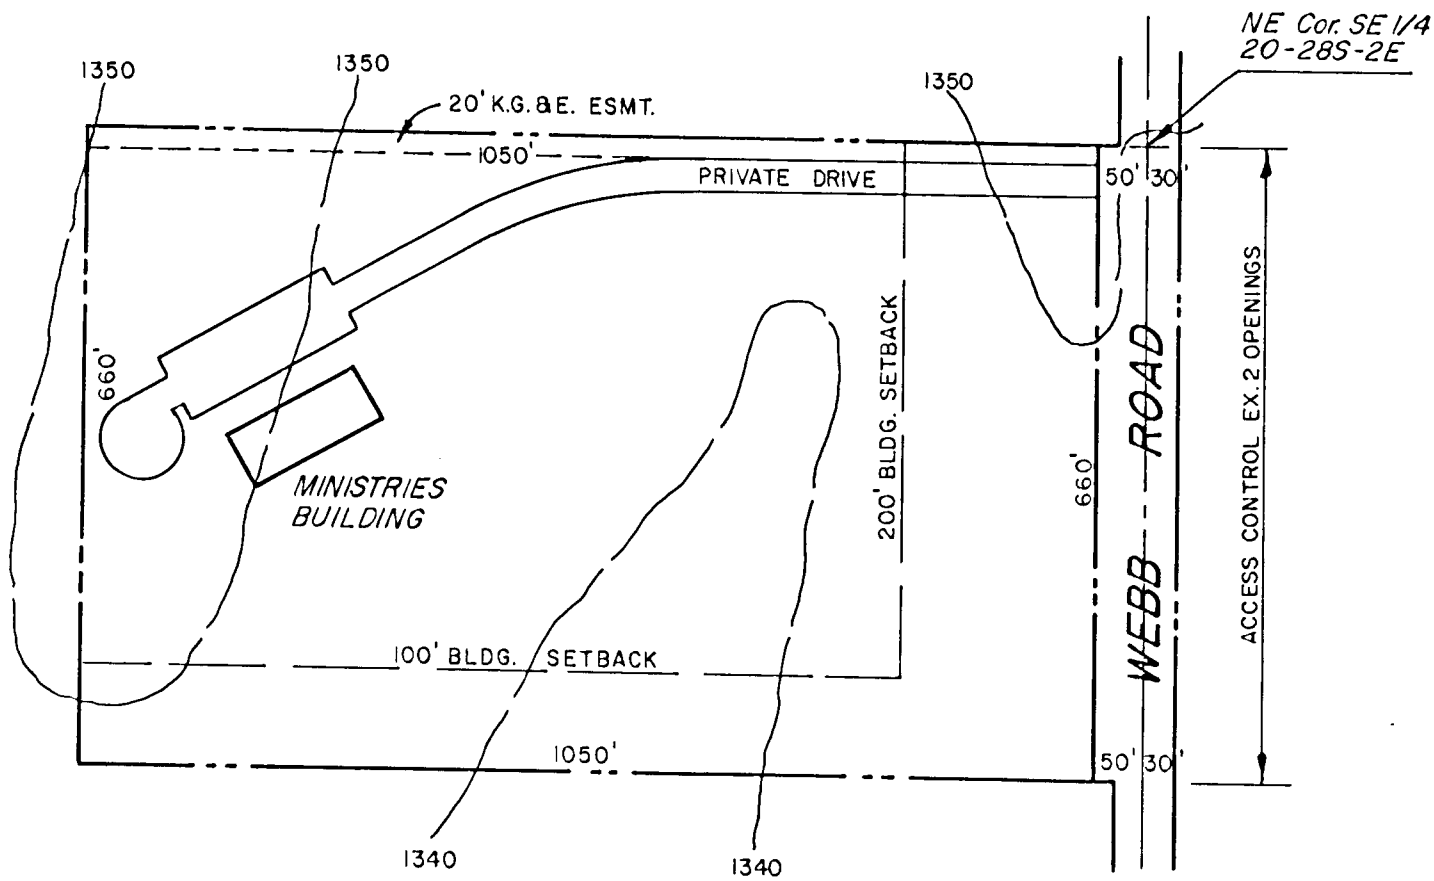 NE Cor. SE 1/4
20-28S-2E
1350
1350
1350
20' K.G.&E. ESMT.
1050'
PRIVATE DRIVE
50' 30'
660'
200' BLDG. SETBACK
660'
WEBB ROAD
ACCESS CONTROL EX. 2 OPENINGS
MINISTRIES
BUILDING
100' BLDG. SETBACK
1050'
50' 30'
1340
1340